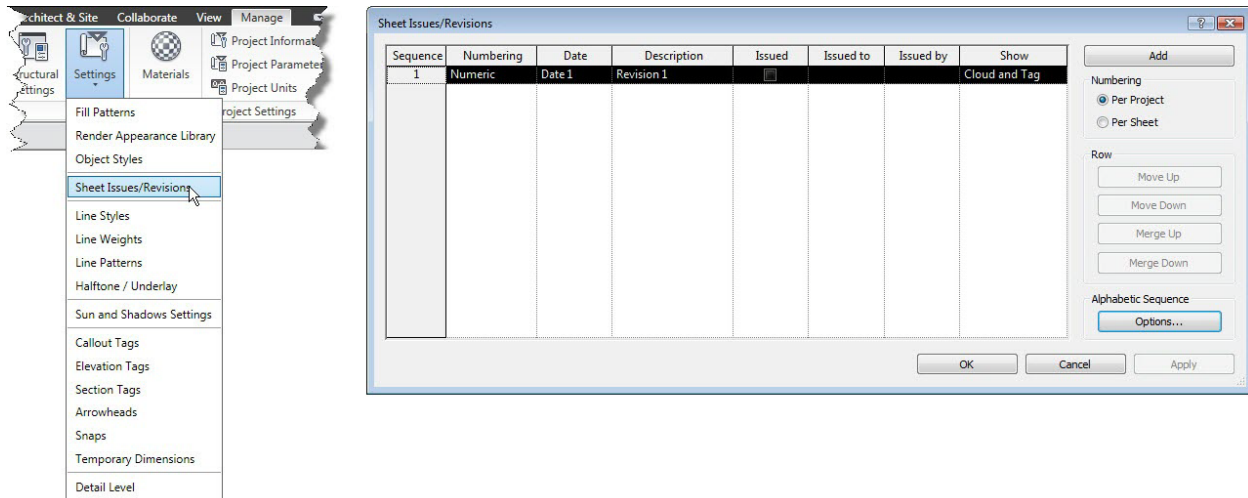 chitect & Site Collaborate View Manage
Settings Materials
Project Informat
Project Parameter
Project Units
ructural
ettings
roject Settings
Fill Patterns
Render Appearance Library
Object Styles
Sheet Issues/Revisions
Line Styles
Line Weights
Line Patterns
Halftone / Underlay
Sun and Shadows Settings
Callout Tags
Elevation Tags
Section Tags
Arrowheads
Snaps
Temporary Dimensions
Detail Level
Sheet Issues/Revisions
Sequence Numbering Date Description Issued Issued to Issued by Show
1 Numeric Date 1 Revision 1 Cloud and Tag
Add
Numbering
Per Project
Per Sheet
Row
Move Up
Move Down
Merge Up
Merge Down
Alphabetic Sequence
Options...
OK Cancel Apply